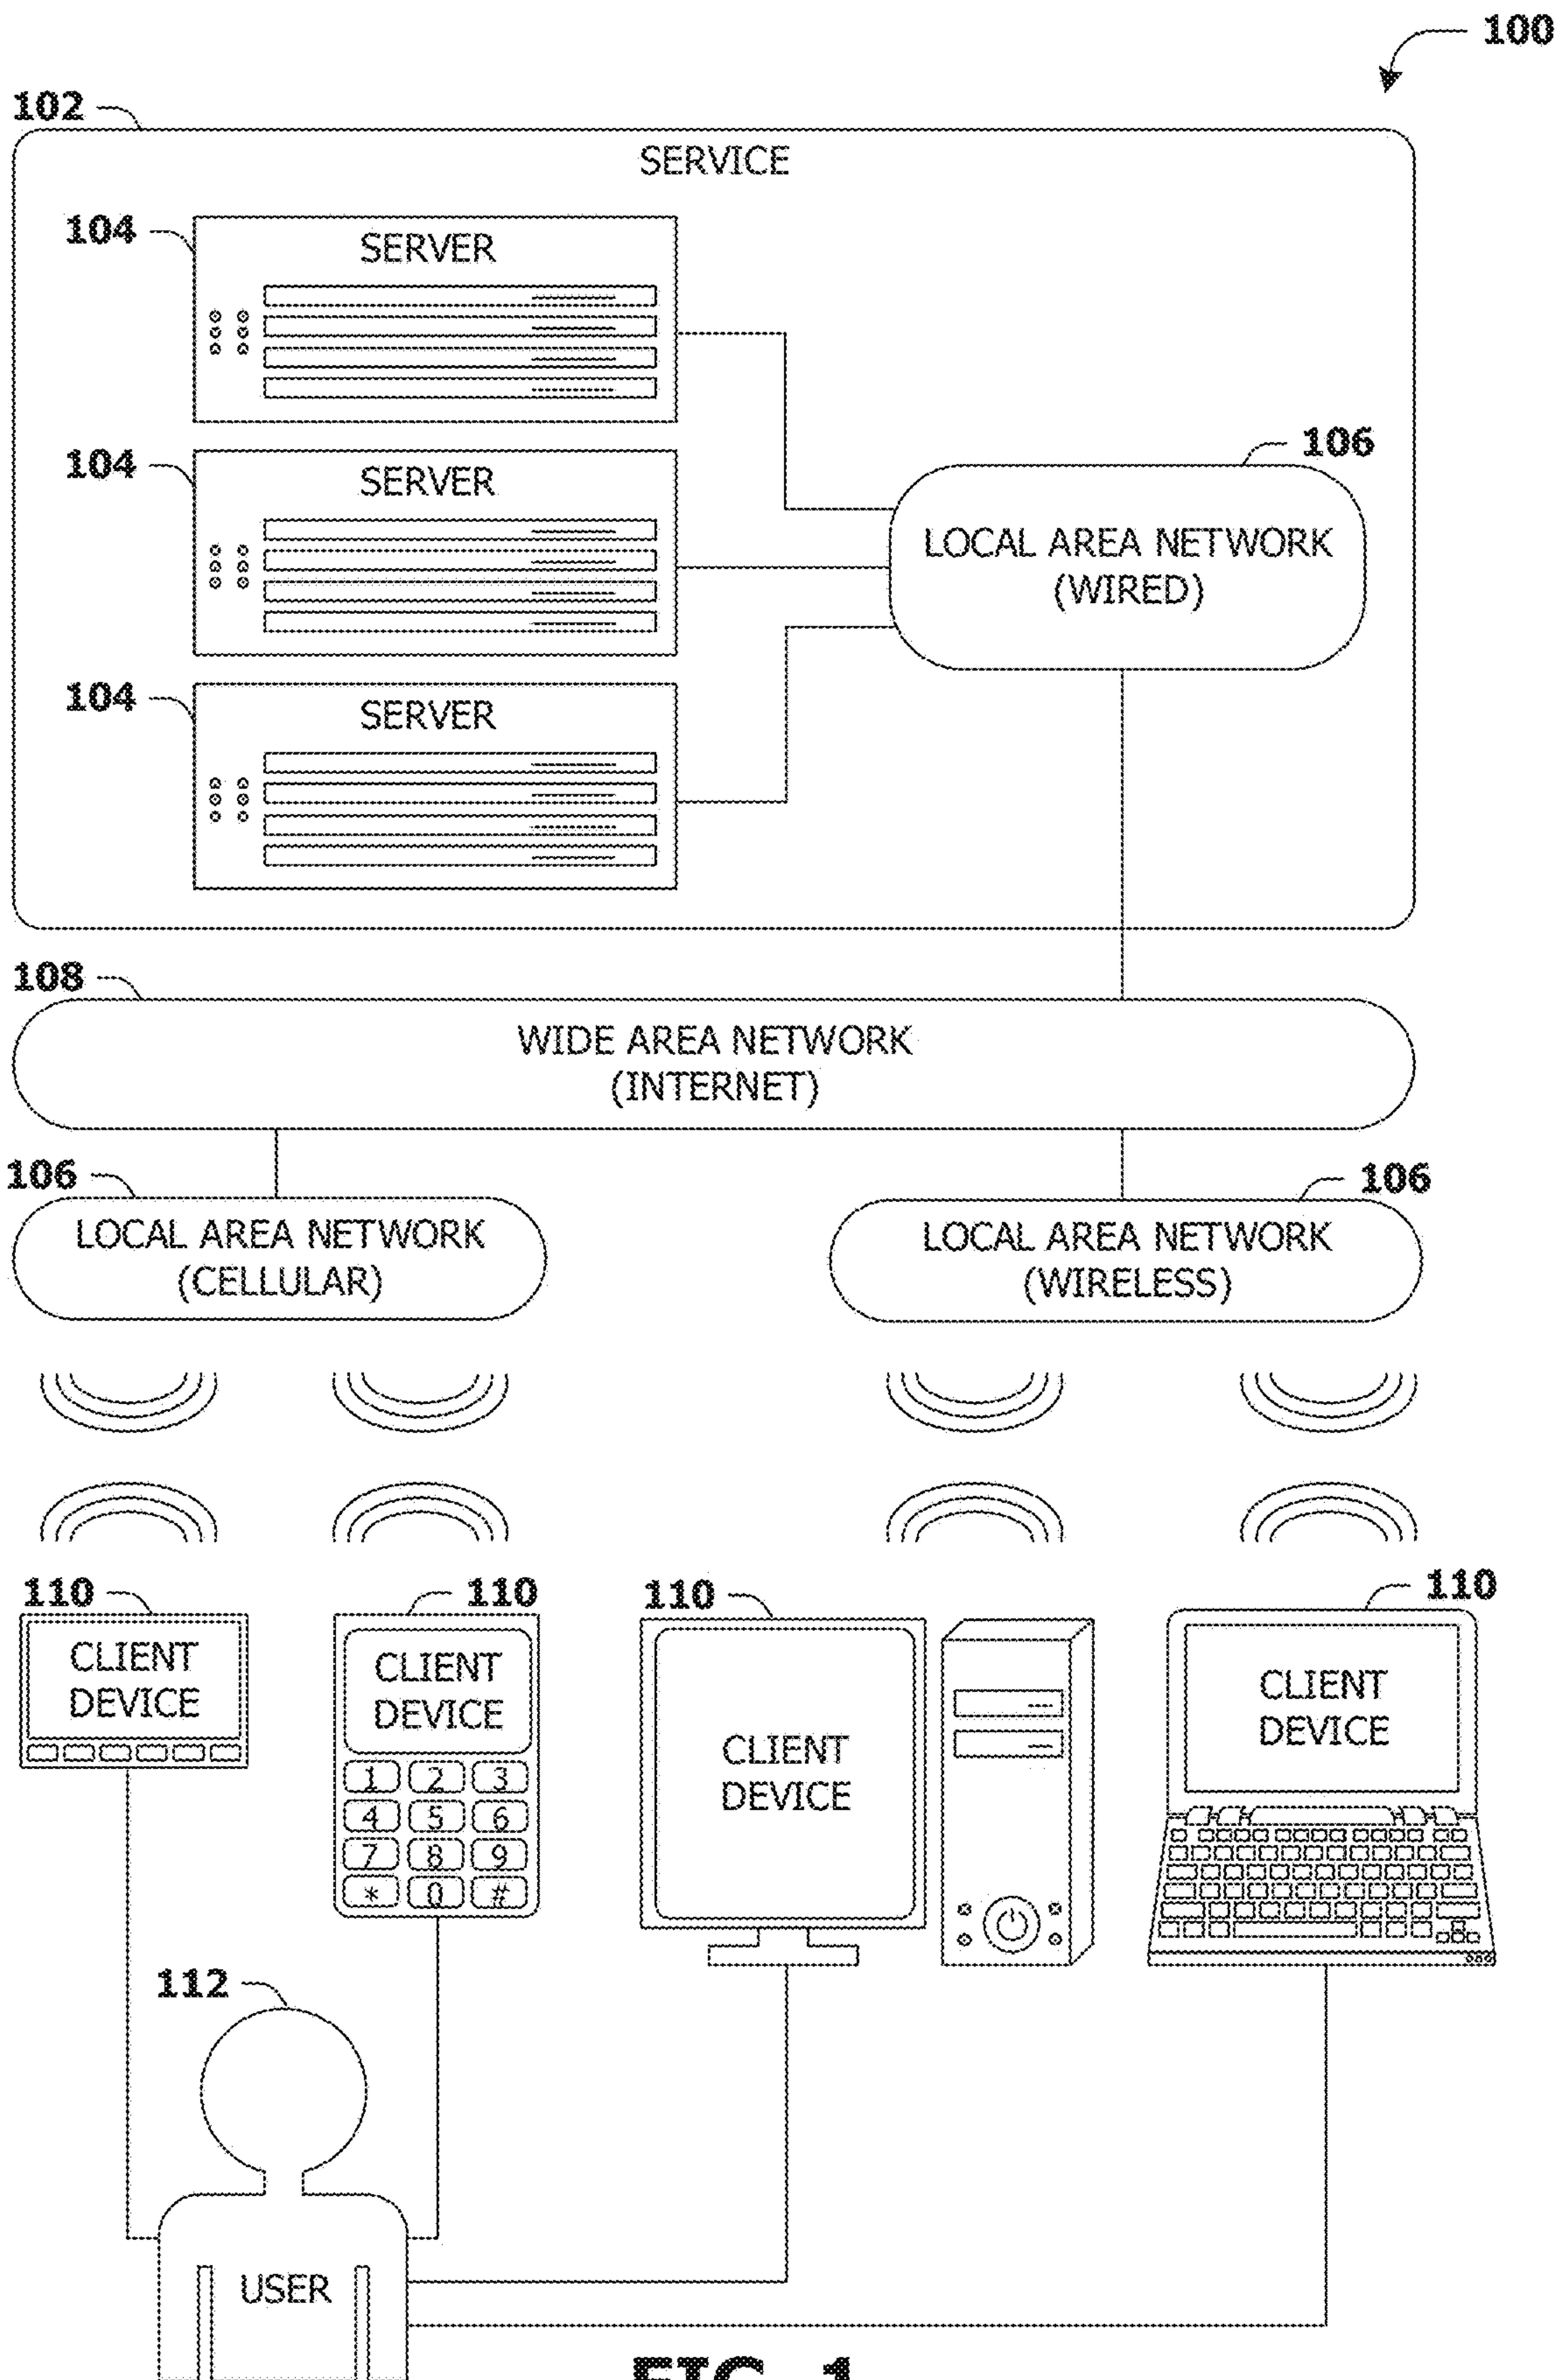 100
102
SERVICE
104
SERVER
104
SERVER
106
LOCAL AREA NETWORK
(WIRED)
104
SERVER
108
WIDE AREA NETWORK
(INTERNET)
106
LOCAL AREA NETWORK
(CELLULAR)
106
LOCAL AREA NETWORK
(WIRELESS)
110
CLIENT
DEVICE
110
CLIENT
DEVICE
1 2 3
4 5 6
7 8 9
* 0 #
110
CLIENT
DEVICE
110
CLIENT
DEVICE
112
USER
FIG. 1